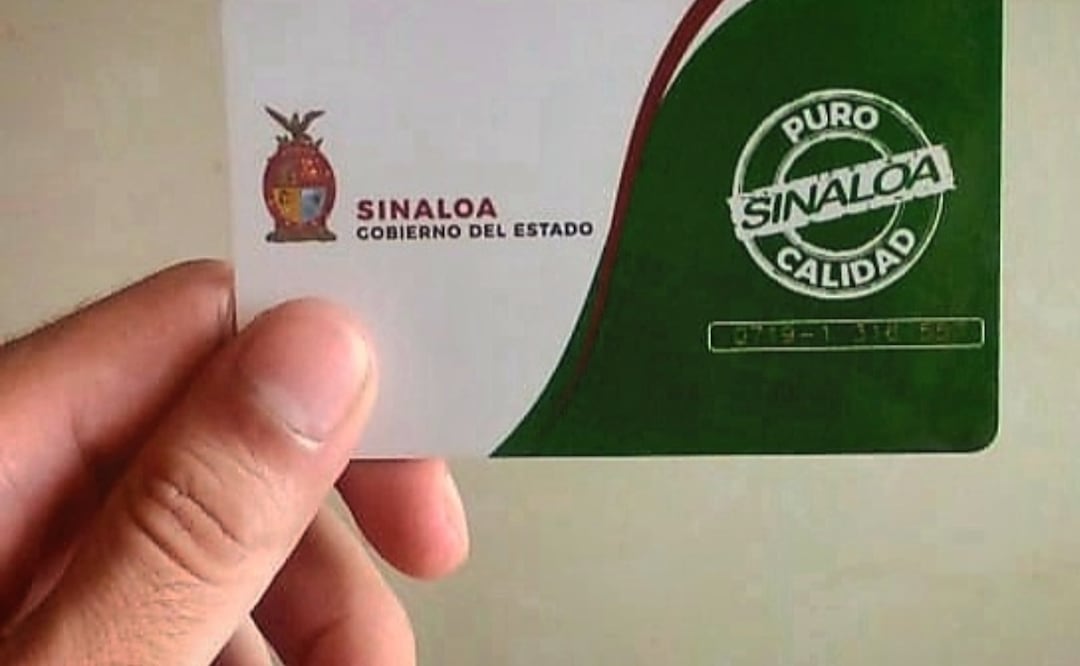 SINALOA
GOBIERNO DEL ESTADO
PURO
SINALOA
CALIDAD